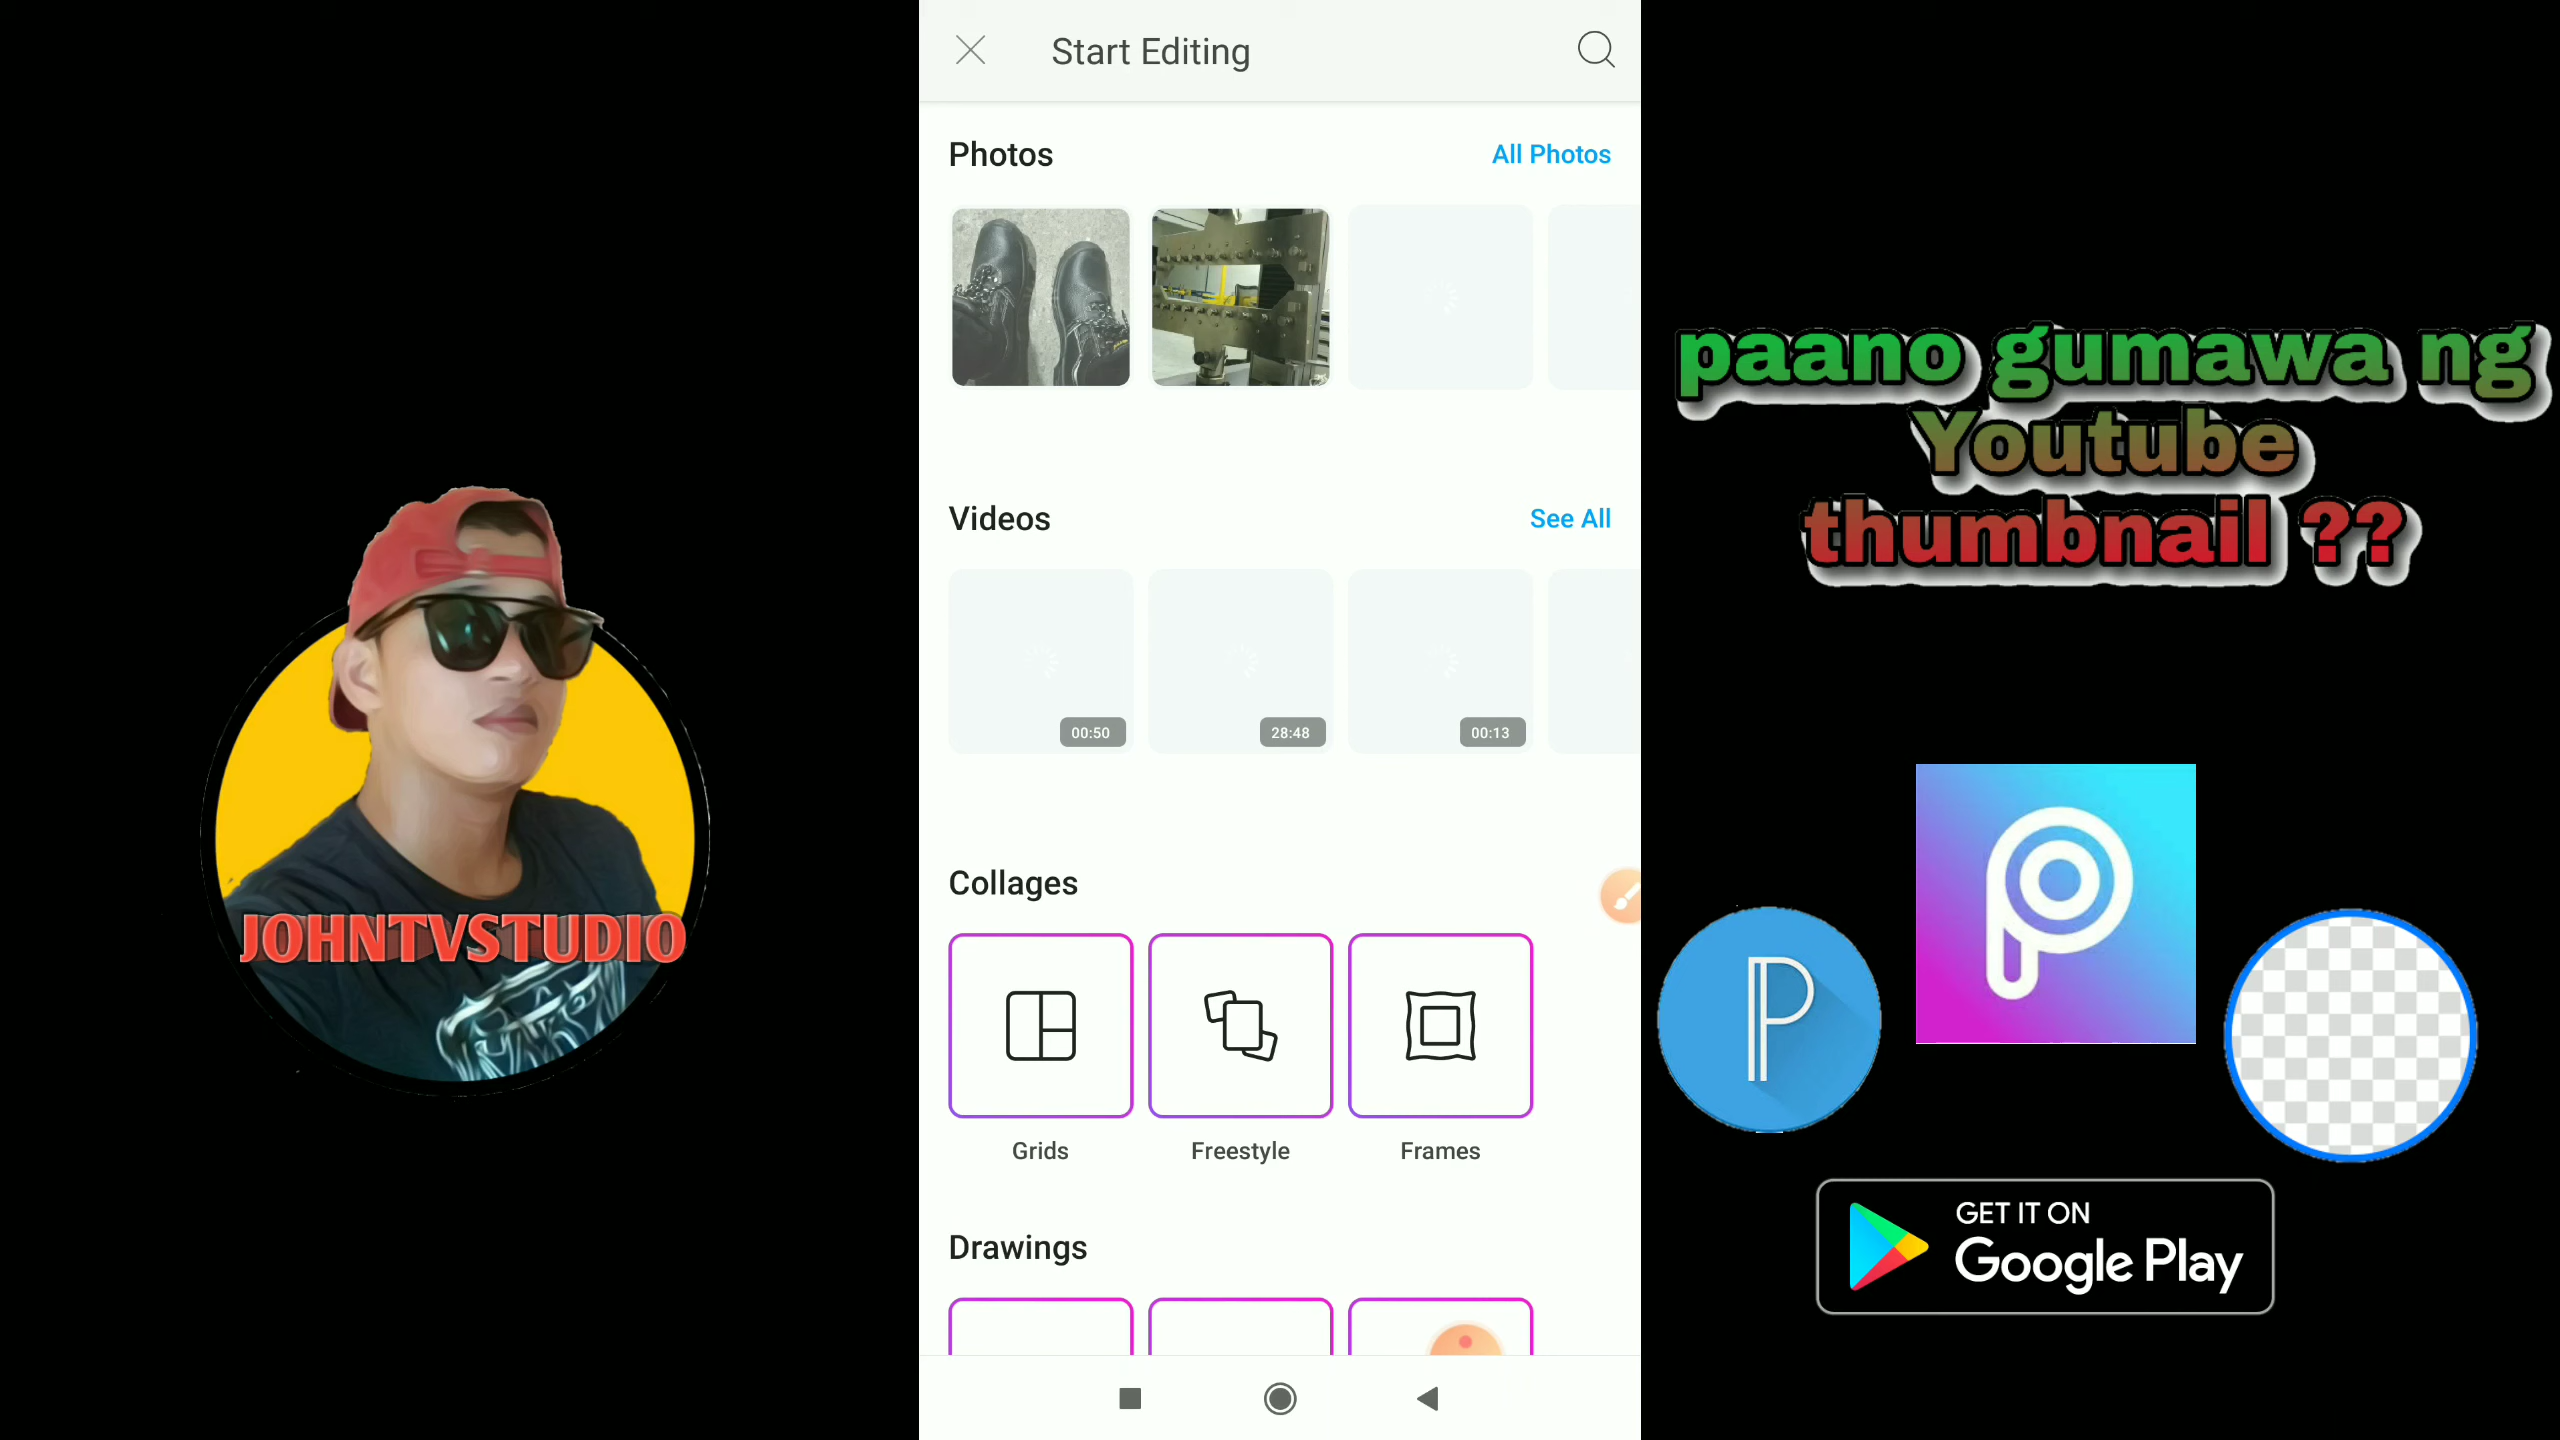 Start Editing
Photos
All Photos
Videos
See All
00:50
28:48
00:13
Collages
Grids
Freestyle
Frames
Drawings
JOHNTVSTUDIO
paano gumawa ng
Youtube
thumbnail ??
GET IT ON
Google Play